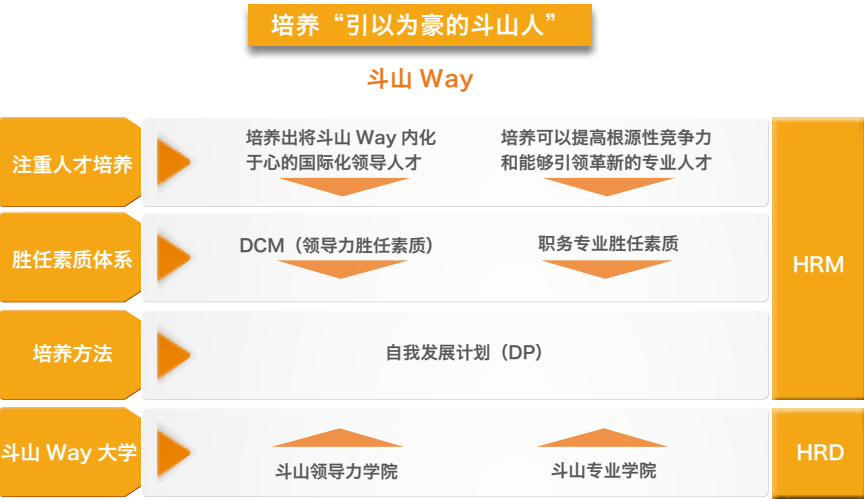 培养“引以为豪的斗山人”
斗山 Way
注重人才培养
培养出将斗山 Way 内化
于心的国际化领导人才
培养可以提高根源性竞争力
和能够引领革新的专业人才
胜任素质体系
DCM（领导力胜任素质）
职务专业胜任素质
HRM
培养方法
自我发展计划（DP）
斗山 Way 大学
斗山领导力学院
斗山专业学院
HRD